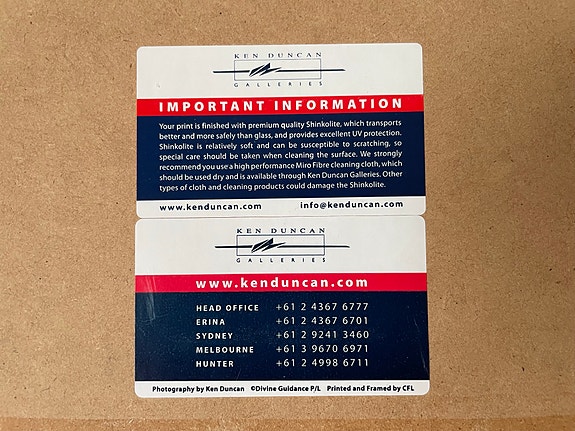 KEN DUNCAN
GALLERIES
IMPORTANT INFORMATION
Your print is finished with premium quality Shinkolite, which transports
better and more safely than glass, and provides excellent UV protection.
Shinkolite is relatively soft and can be susceptible to scratching, so
special care should be taken when cleaning the surface. We strongly
recommend you use a high performance Miro Fibre cleaning cloth, which
should be used dry and is available through Ken Duncan Galleries. Other
types of cloth and cleaning products could damage the Shinkolite.
www.kenduncan.com info@kenduncan.com
KEN DUNCAN
GALLERIES
www.kenduncan.com
HEAD OFFICE +61 2 4367 6777
ERINA +61 2 4367 6701
SYDNEY +61 2 9241 3460
MELBOURNE +61 3 9670 6971
HUNTER +61 2 4998 6711
Photography by Ken Duncan ©Divine Guidance P/L Printed and Framed by CFL